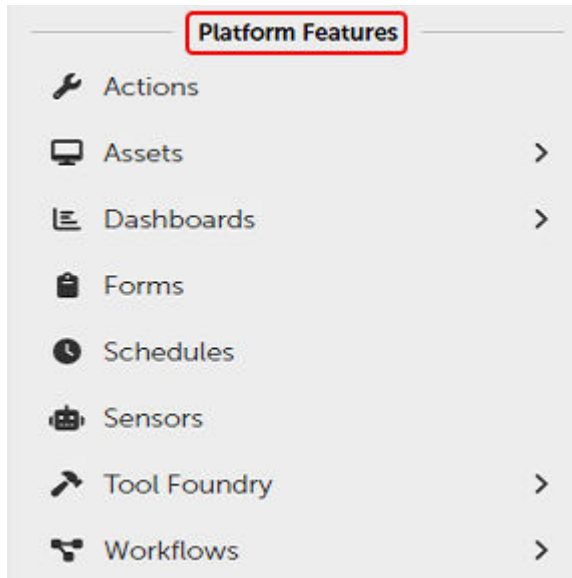 Platform Features
Actions
Assets
Dashboards
Forms
Schedules
Sensors
Tool Foundry
Workflows